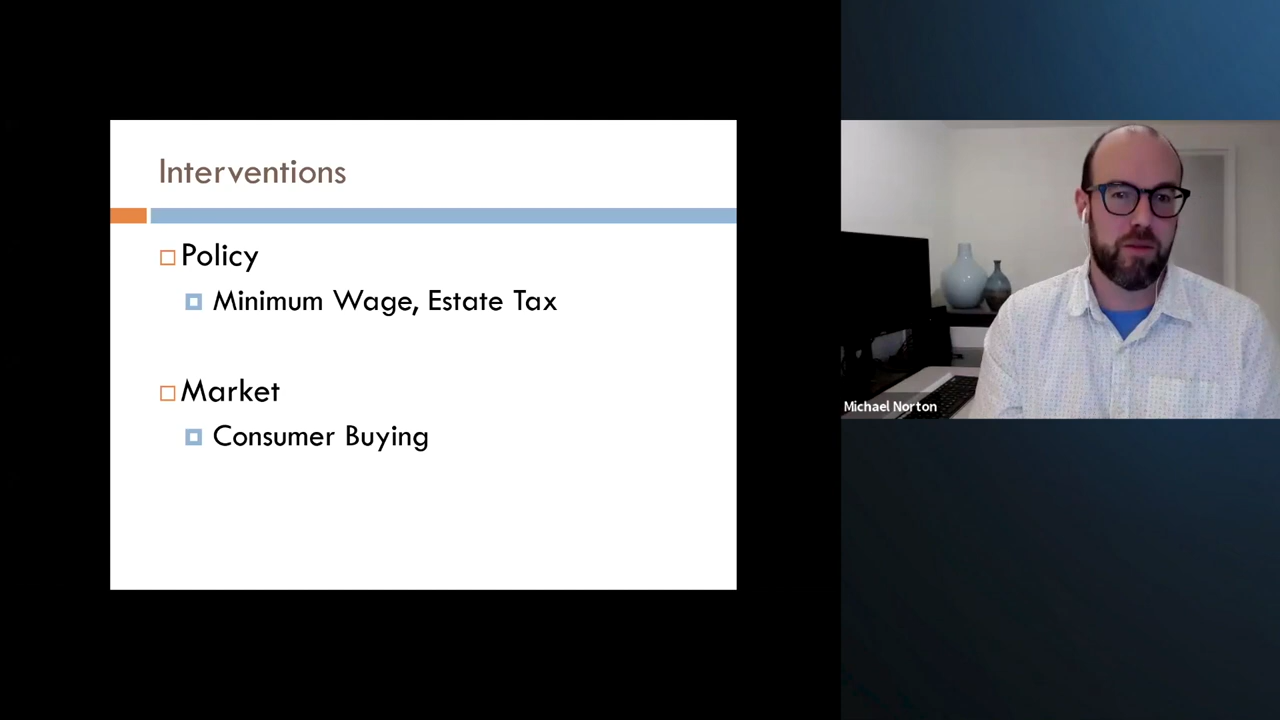 Interventions
Policy
Minimum Wage, Estate Tax
Market
Consumer Buying
Michael Norton